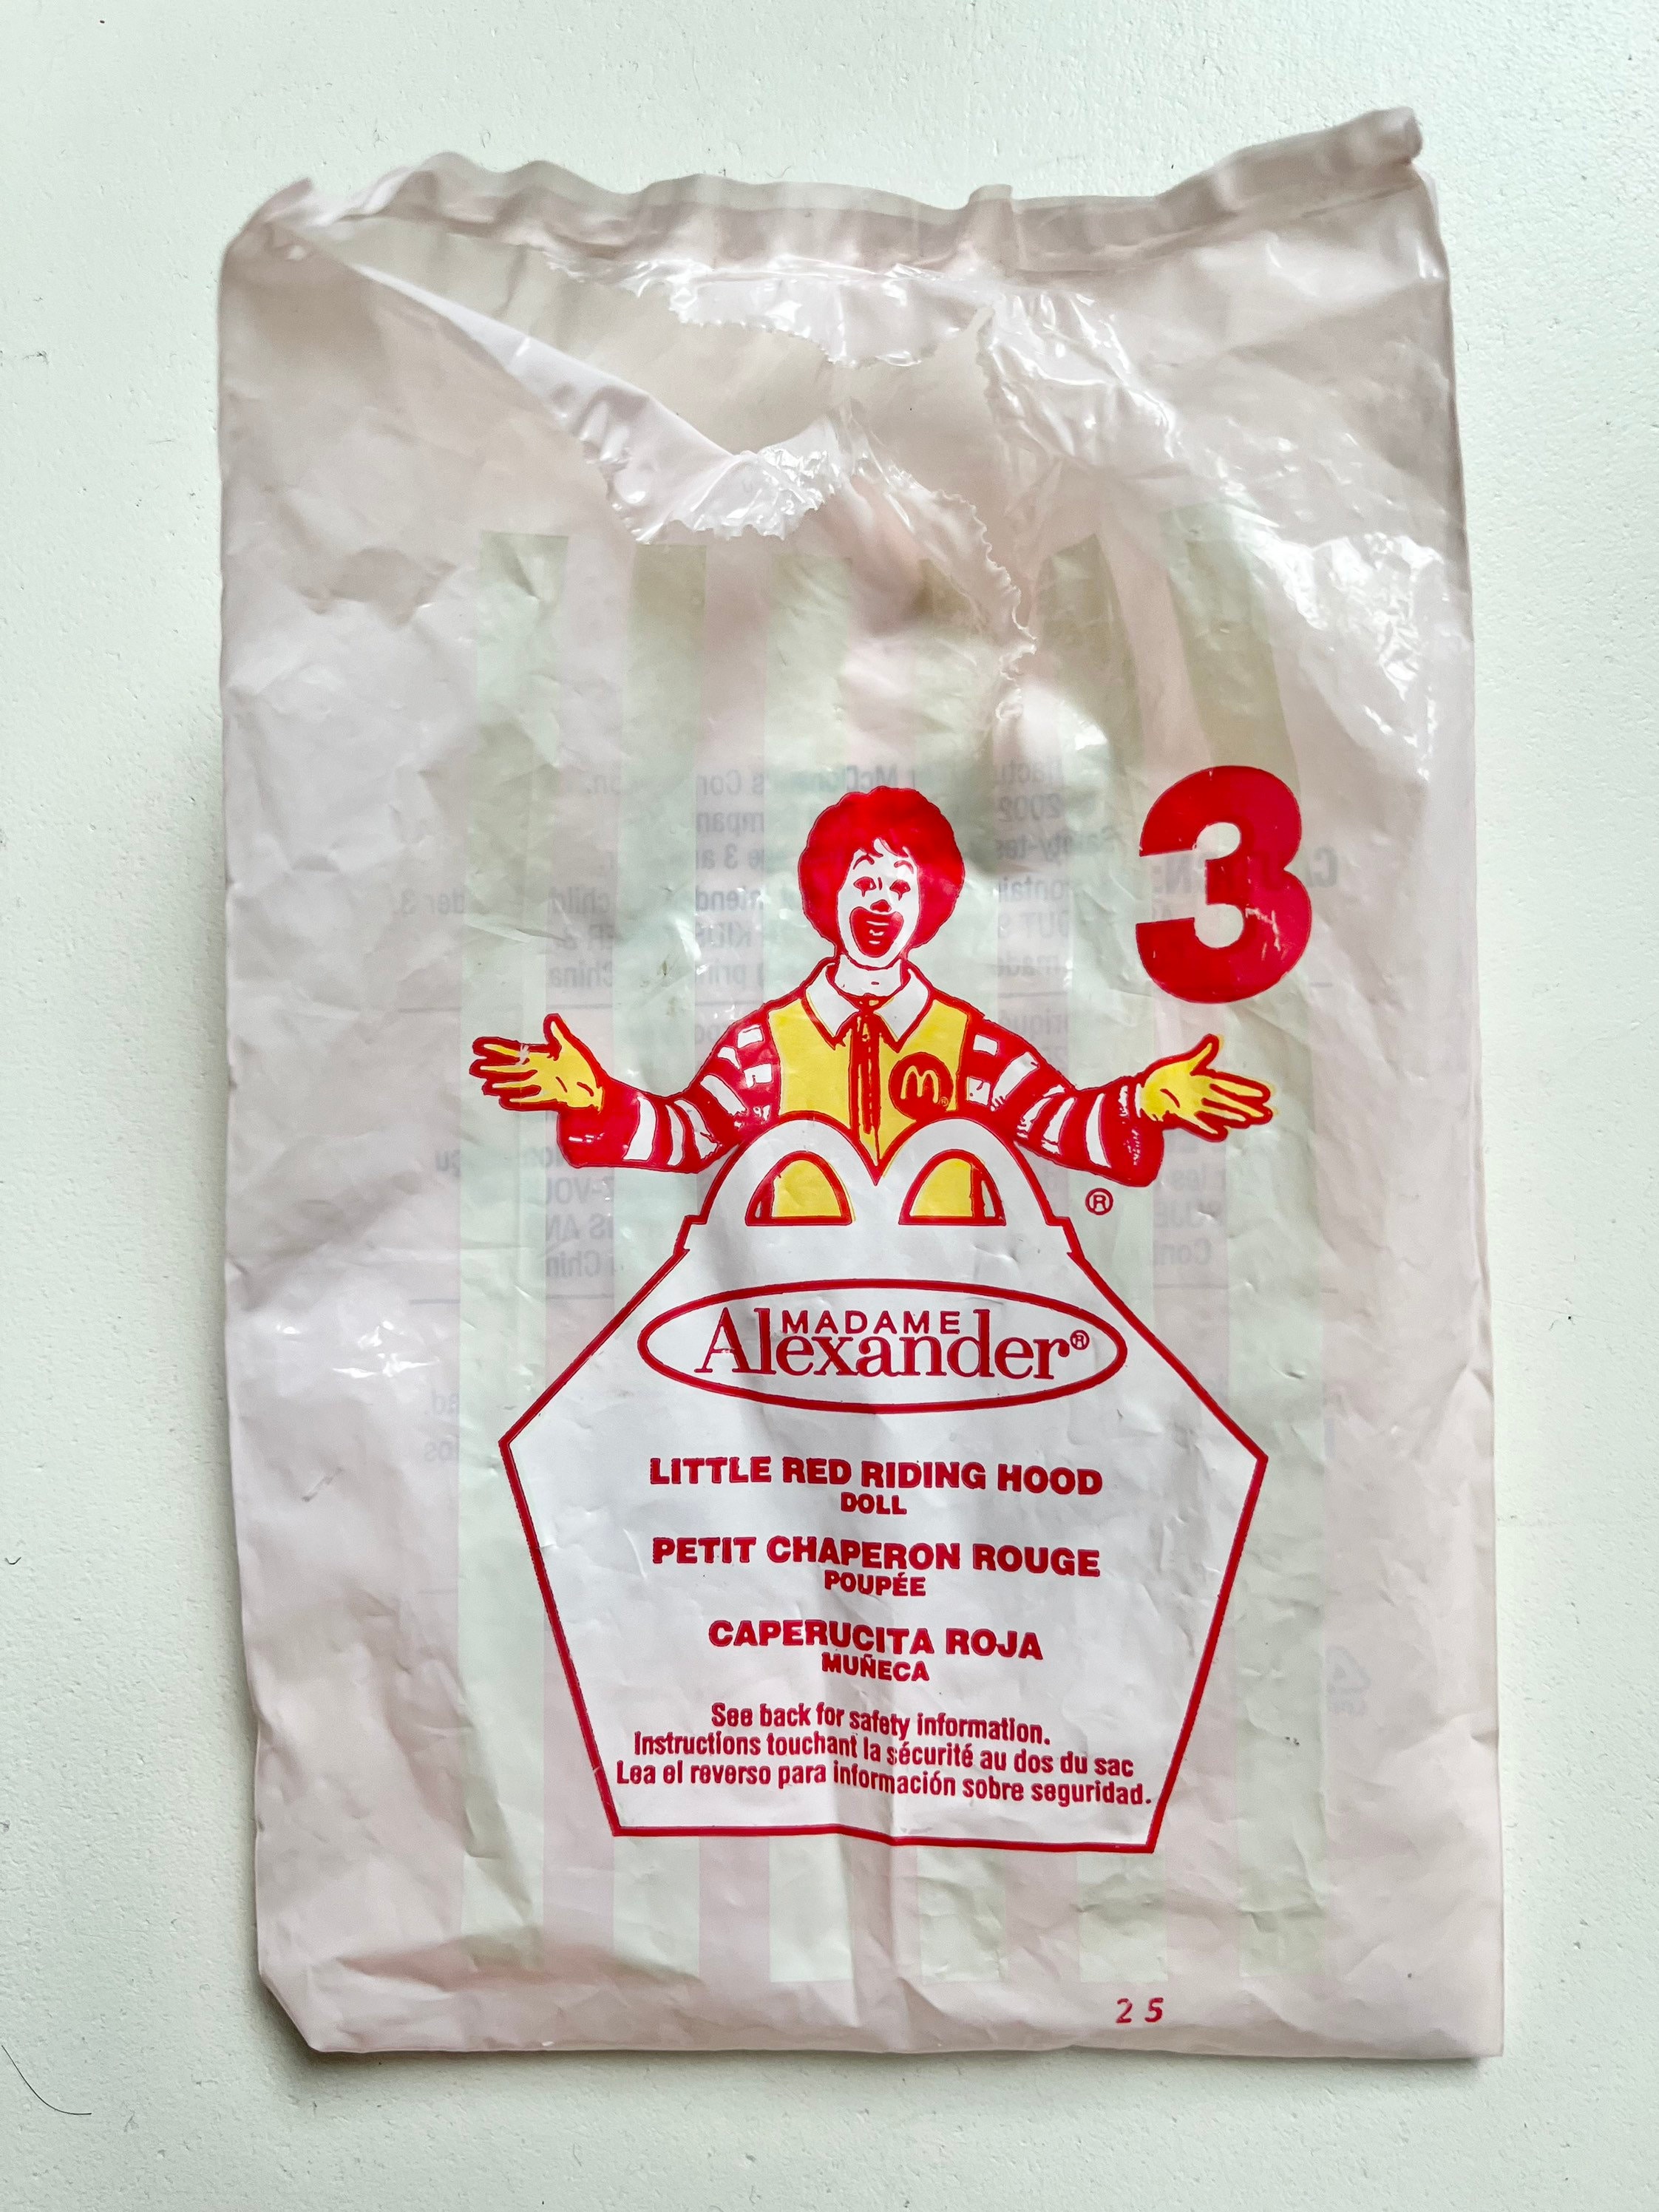 3
m
®
MADAME
Alexander®
LITTLE RED RIDING HOOD
DOLL
PETIT CHAPERON ROUGE
POUPÉE
CAPERUCITA ROJA
MUÑECA
See back for safety information.
Instructions touchant la sécurité au dos du sac
Lea el reverso para información sobre seguridad.
25